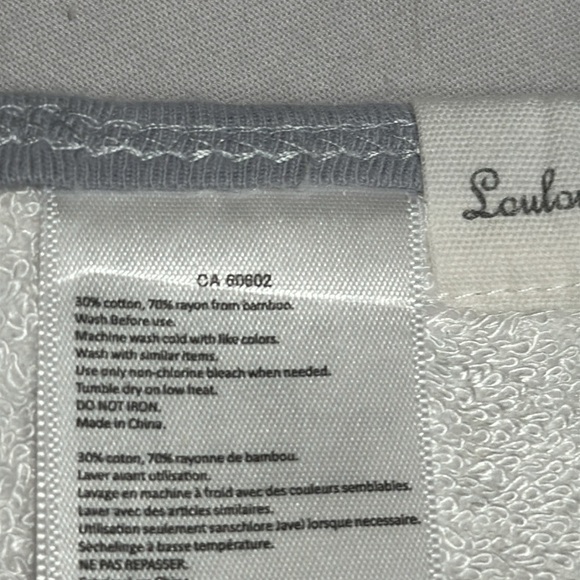 Loulou
CA 60602
30% cotton, 70% rayon from bamboo.
Wash Before use.
Machine wash cold with like colors.
Wash with similar items.
Use only non-chlorine bleach when needed.
Tumble dry on low heat.
DO NOT IRON.
Made in China.
30% coton, 70% rayonne de bambou.
Laver avant utilisation.
Lavage en machine à froid avec des couleurs semblables.
Laver avec des articles similaires.
Utilisation seulement sanschlore Javel lorsque necessaire.
Sèchelinge à basse température.
NE PAS REPASSER.